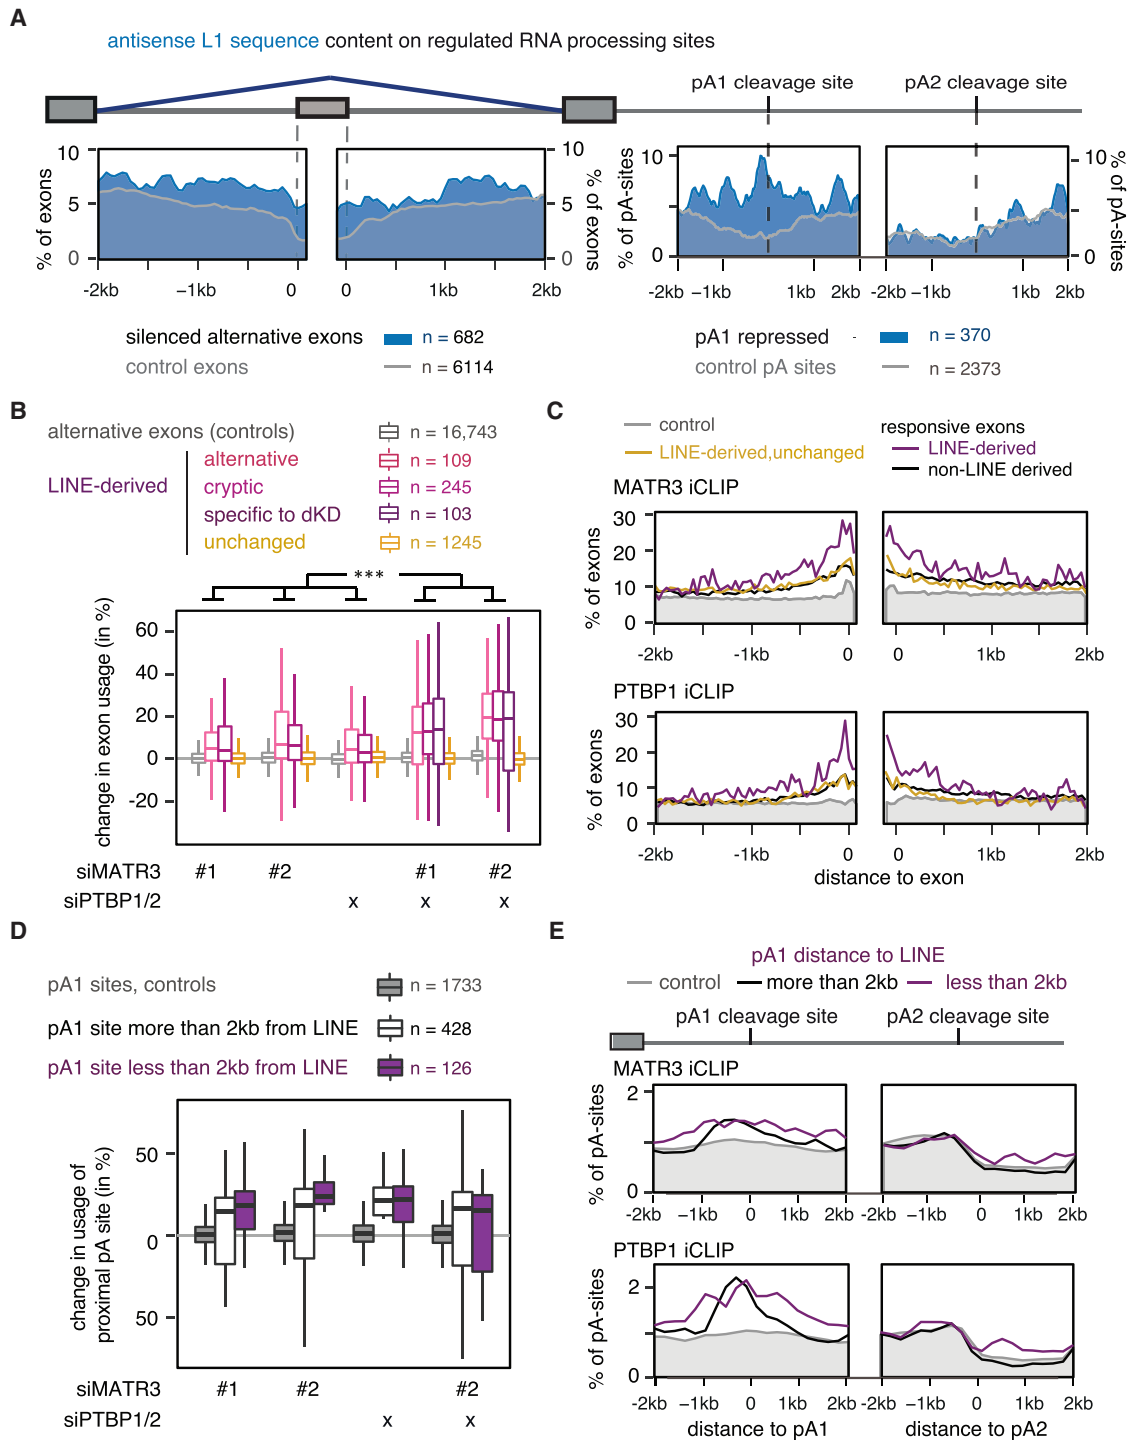 A
antisense L1 sequence content on regulated RNA processing sites
pA1 cleavage site
pA2 cleavage site
% of exons
10
5
0
-2kb
−1kb
0
10
5
0
% of exons
0
1kb
2kb
% of pA-sites
10
0
-2kb
−1kb
1kb
2kb
10
0
% of pA-sites
-2kb
−1kb
1kb
2kb
silenced alternative exons
n = 682
control exons
n = 6114
pA1 repressed -
n = 370
control pA sites
n = 2373
B
alternative exons (controls)
n = 16,743
LINE-derived
alternative
n = 109
cryptic
n = 245
specific to dKD
n = 103
unchanged
n = 1245
***
change in exon usage (in %)
60
40
20
0
-20
siMATR3
#1
#2
#1
#2
siPTBP1/2
x
x
x
C
control
LINE-derived,unchanged
responsive exons
LINE-derived
non-LINE derived
MATR3 iCLIP
% of exons
30
20
10
0
-2kb
-1kb
0
0
1kb
2kb
PTBP1 iCLIP
% of exons
30
20
10
0
-2kb
-1kb
0
0
1kb
2kb
distance to exon
D
pA1 sites, controls
n = 1733
pA1 site more than 2kb from LINE
n = 428
pA1 site less than 2kb from LINE
n = 126
change in usage of
proximal pA site (in %)
50
0
50
siMATR3
#1
#2
#2
siPTBP1/2
x
x
E
pA1 distance to LINE
control
more than 2kb
less than 2kb
pA1 cleavage site
pA2 cleavage site
MATR3 iCLIP
% of pA-sites
2
1
0
-2kb
−1kb
0
1kb
2kb
-2kb
−1kb
0
1kb
2kb
PTBP1 iCLIP
% of pA-sites
2
1
0
-2kb
−1kb
0
1kb
2kb
-2kb
−1kb
0
1kb
2kb
distance to pA1
distance to pA2